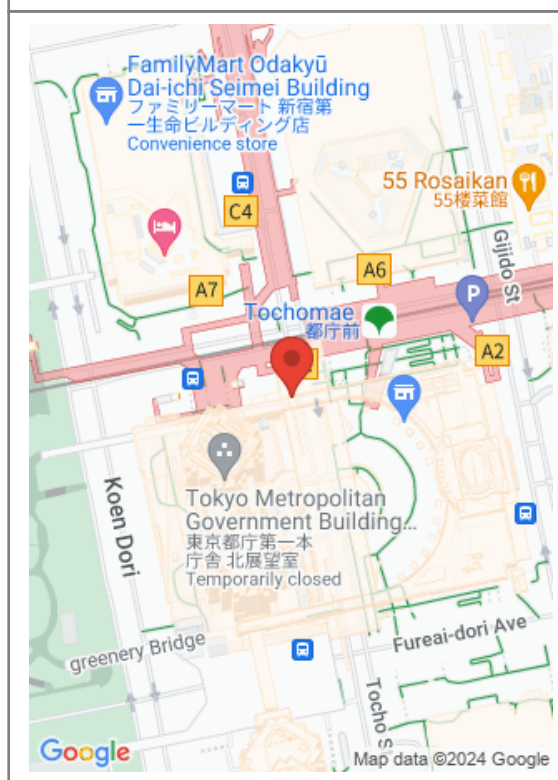 FamilyMart Odakyū
Dai-ichi Seimei Building
ファミリーマート 新宿第
一生命ビルディング店
Convenience store
55 Rosaikan
55楼菜館
C4
Gijido St
A6
A7
P
Tochomae
都庁前
A2
Tokyo Metropolitan
Government Building...
東京都庁第一本
庁舎 北展望室
Temporarily closed
Koen Dori
greenery Bridge
Fureai-dori Ave
Tocho S
Google
Map data ©2024 Google